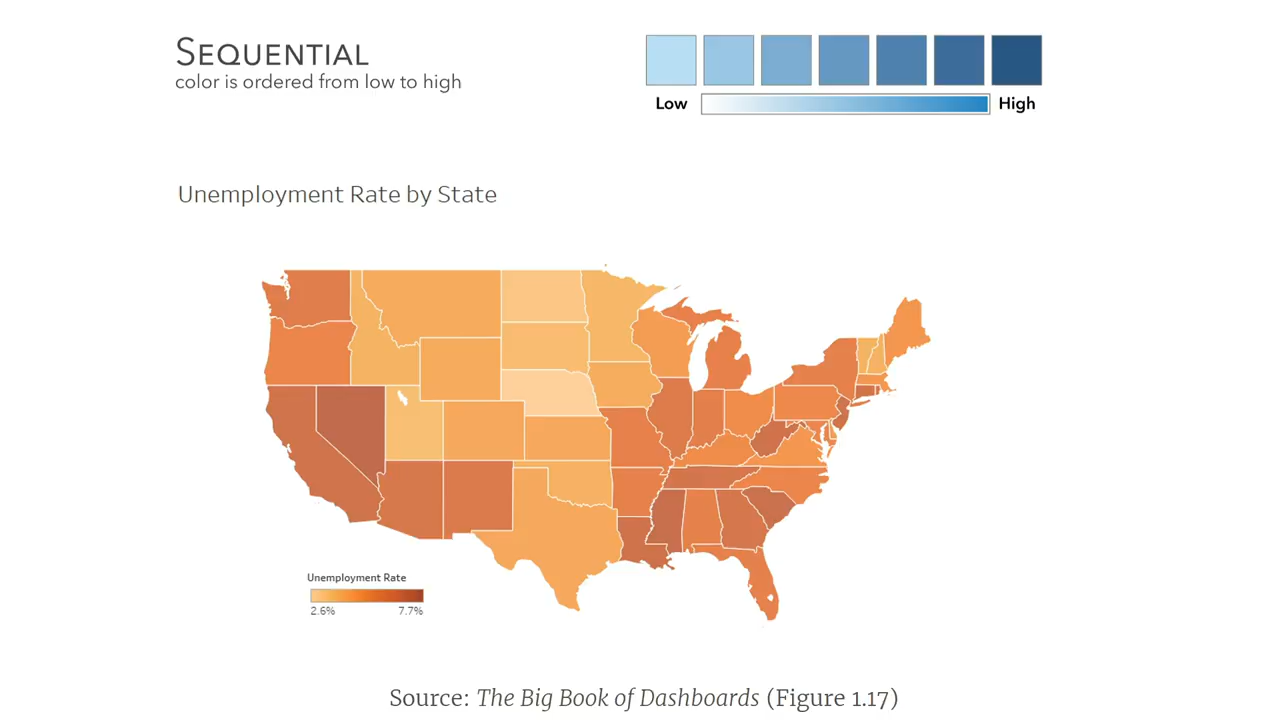 SEQUENTIAL
color is ordered from low to high
Low
High
Unemployment Rate by State
Unemployment Rate
2.6%
7.7%
Source: The Big Book of Dashboards (Figure 1.17)